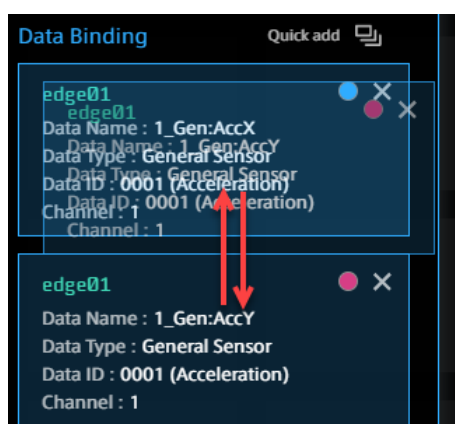 Data Binding Quick add
edge01
edge01
Data Name : 1_Gen:AccX
Data Name : 1_Gen:AccY
Data Type : General Sensor
Data Type : General Sensor
Data ID : 0001 (Acceleration)
Data ID : 0001 (Acceleration)
Channel : 1
Channel : 1
edge01
Data Name : 1_Gen:AccY
Data Type : General Sensor
Data ID : 0001 (Acceleration)
Channel : 1